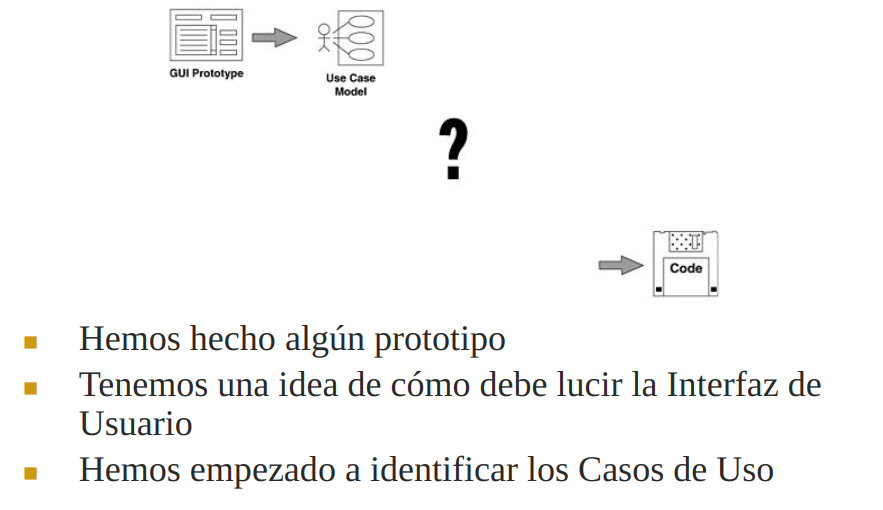 GUI Prototype
Use Case
Model
?
Code
Hemos hecho algún prototipo
Tenemos una idea de cómo debe lucir la Interfaz de
Usuario
Hemos empezado a identificar los Casos de Uso